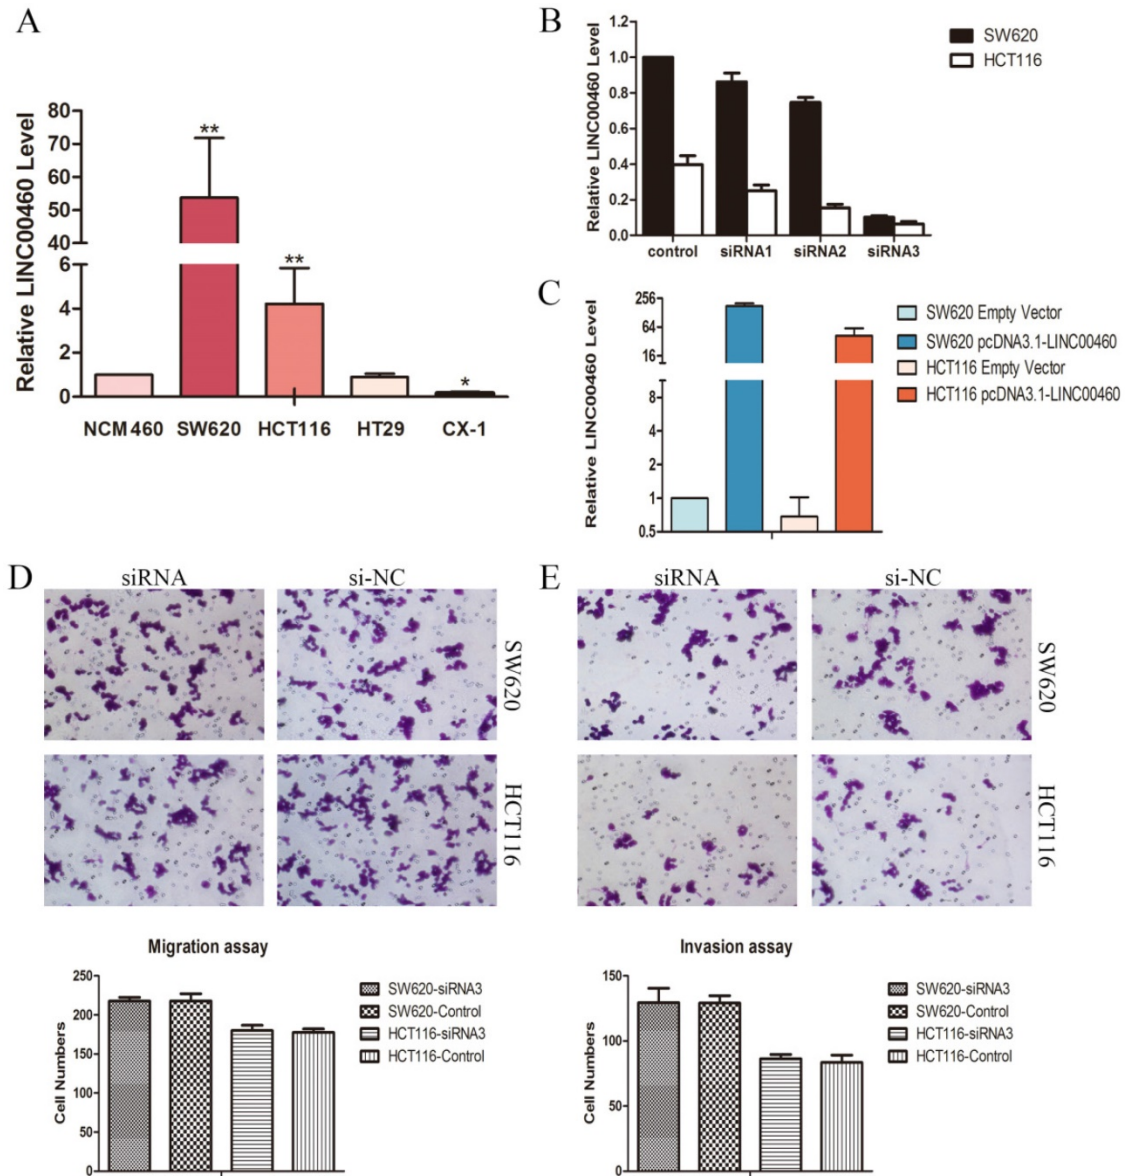 A
Relative LINC00460 Level
80
70
60
50
40
6
4
2
0
**
**
*
NCM460 SW620 HCT116 HT29 CX-1
B
Relative LINC00460 Level
1.2
1.0
0.8
0.6
0.4
0.2
0.0
control siRNA1 siRNA2 siRNA3
SW620
HCT116
C
Relative LINC00460 Level
256
64
16
8
4
2
1
0.5
SW620 Empty Vector
SW620 pcDNA3.1-LINC00460
HCT116 Empty Vector
HCT116 pcDNA3.1-LINC00460
D
siRNA si-NC
SW620
HCT116
Migration assay
Cell Numbers
250
200
150
100
50
0
SW620-siRNA3
SW620-Control
HCT116-siRNA3
HCT116-Control
E
siRNA si-NC
SW620
HCT116
Invasion assay
Cell Numbers
150
100
50
0
SW620-siRNA3
SW620-Control
HCT116-siRNA3
HCT116-Control